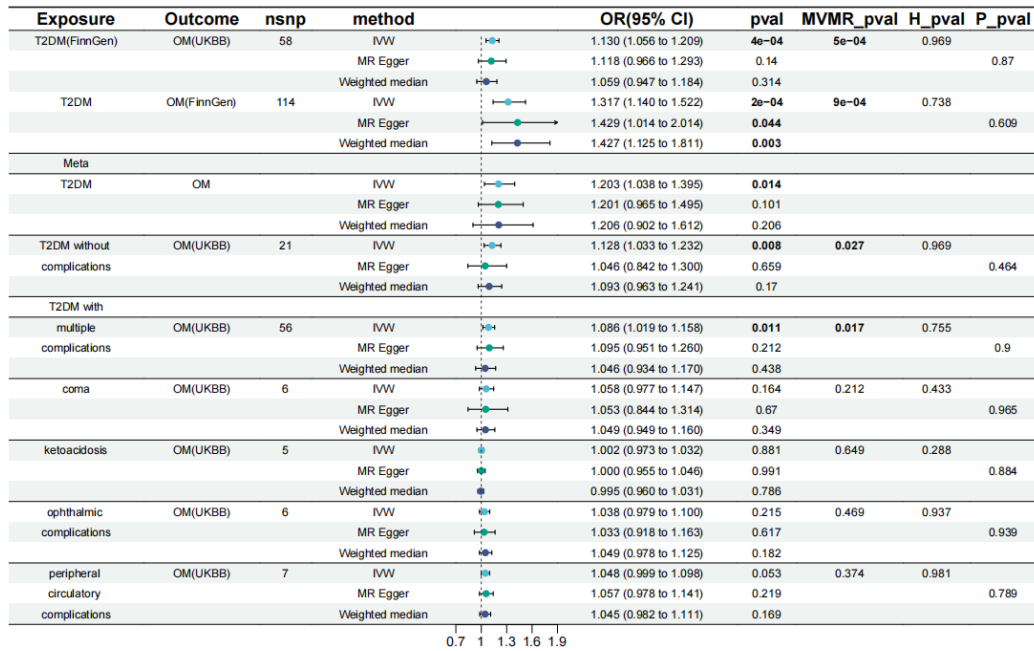 Exposure Outcome nsnp method OR(95% CI) pval MVMR_pval H_pval P_pval
T2DM(FinnGen) OM(UKBB) 58 IVW 1.130 (1.056 to 1.209) 4e−04 5e−04 0.969
MR Egger 1.118 (0.966 to 1.293) 0.14 0.87
Weighted median 1.059 (0.947 to 1.184) 0.314
T2DM OM(FinnGen) 114 IVW 1.317 (1.140 to 1.522) 2e−04 9e−04 0.738
MR Egger 1.429 (1.014 to 2.014) 0.044 0.609
Weighted median 1.427 (1.125 to 1.811) 0.003
Meta
T2DM OM IVW 1.203 (1.038 to 1.395) 0.014
MR Egger 1.201 (0.965 to 1.495) 0.101
Weighted median 1.206 (0.902 to 1.612) 0.206
T2DM without OM(UKBB) 21 IVW 1.128 (1.033 to 1.232) 0.008 0.027 0.969
complications MR Egger 1.046 (0.842 to 1.300) 0.659 0.464
Weighted median 1.093 (0.963 to 1.241) 0.17
T2DM with
multiple OM(UKBB) 56 IVW 1.086 (1.019 to 1.158) 0.011 0.017 0.755
complications MR Egger 1.095 (0.951 to 1.260) 0.212 0.9
Weighted median 1.046 (0.934 to 1.170) 0.438
coma OM(UKBB) 6 IVW 1.058 (0.977 to 1.147) 0.164 0.212 0.433
MR Egger 1.053 (0.844 to 1.314) 0.67 0.965
Weighted median 1.049 (0.949 to 1.160) 0.349
ketoacidosis OM(UKBB) 5 IVW 1.002 (0.973 to 1.032) 0.881 0.649 0.288
MR Egger 1.000 (0.955 to 1.046) 0.991 0.884
Weighted median 0.995 (0.960 to 1.031) 0.786
ophthalmic OM(UKBB) 6 IVW 1.038 (0.979 to 1.100) 0.215 0.469 0.937
complications MR Egger 1.033 (0.918 to 1.163) 0.617 0.939
Weighted median 1.049 (0.978 to 1.125) 0.182
peripheral OM(UKBB) 7 IVW 1.048 (0.999 to 1.098) 0.053 0.374 0.981
circulatory MR Egger 1.057 (0.978 to 1.141) 0.219 0.789
complications Weighted median 1.045 (0.982 to 1.111) 0.169
0.7 1 1.3 1.6 1.9